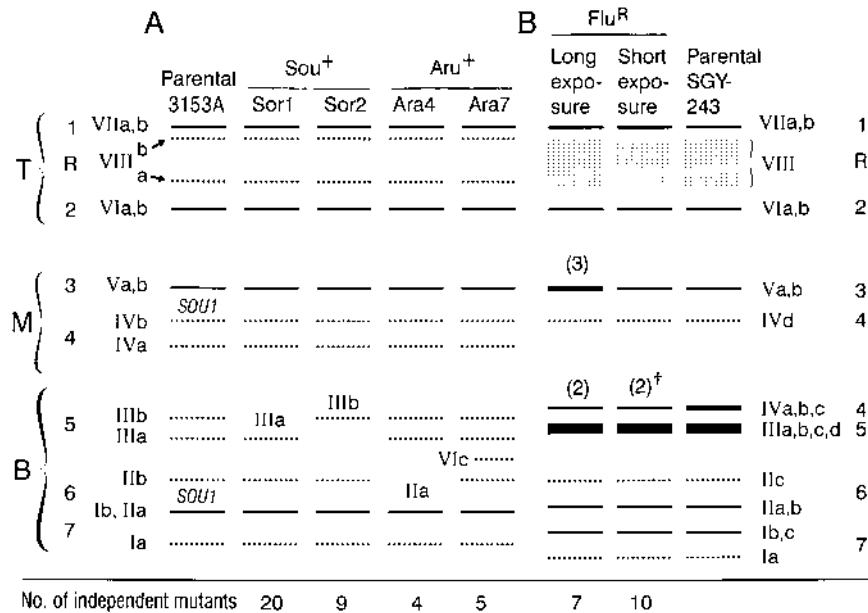 A
B
Flu^R
Sou^+
Aru^+
Parental 3153A
Sor1
Sor2
Ara4
Ara7
Long expo- sure
Short expo- sure
Parental SGY- 243
T
1
VIIa,b
VIIa,b
1
R
VIII
b
a
VIII
R
2
VIa,b
VIa,b
2
M
(3)
3
Va,b
Va,b
3
SOU1
4
IVb
IVd
4
IVa
B
(2)
(2)†
5
IIIb
IIIa
IIIb
IVa,b,c
4
IIIa
IIIa,b,c,d
5
VIc
6
IIb
IIa
IIc
6
SOU1
Ib, IIa
IIa,b
7
Ib,c
7
Ia
Ia
No. of independent mutants 20 9 4 5 7 10